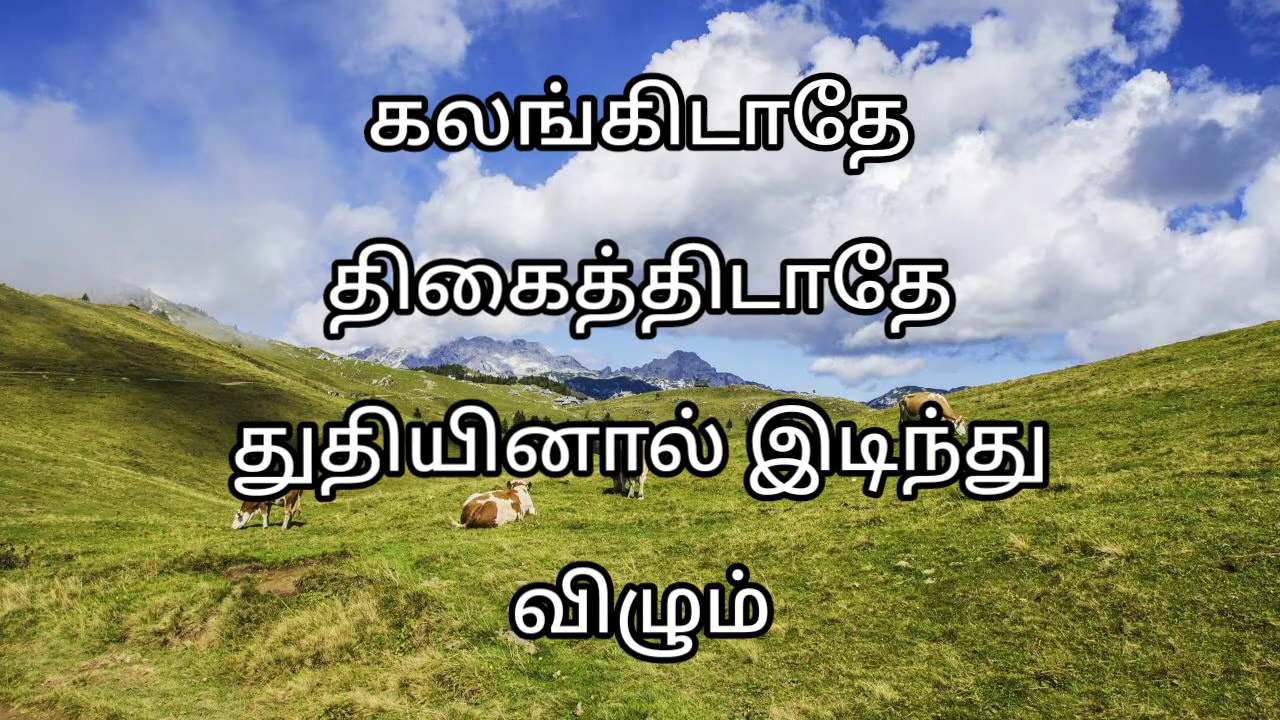 கலங்கிடாதே
திகைத்திடாதே
துதியினால் இடிந்து
விழும்